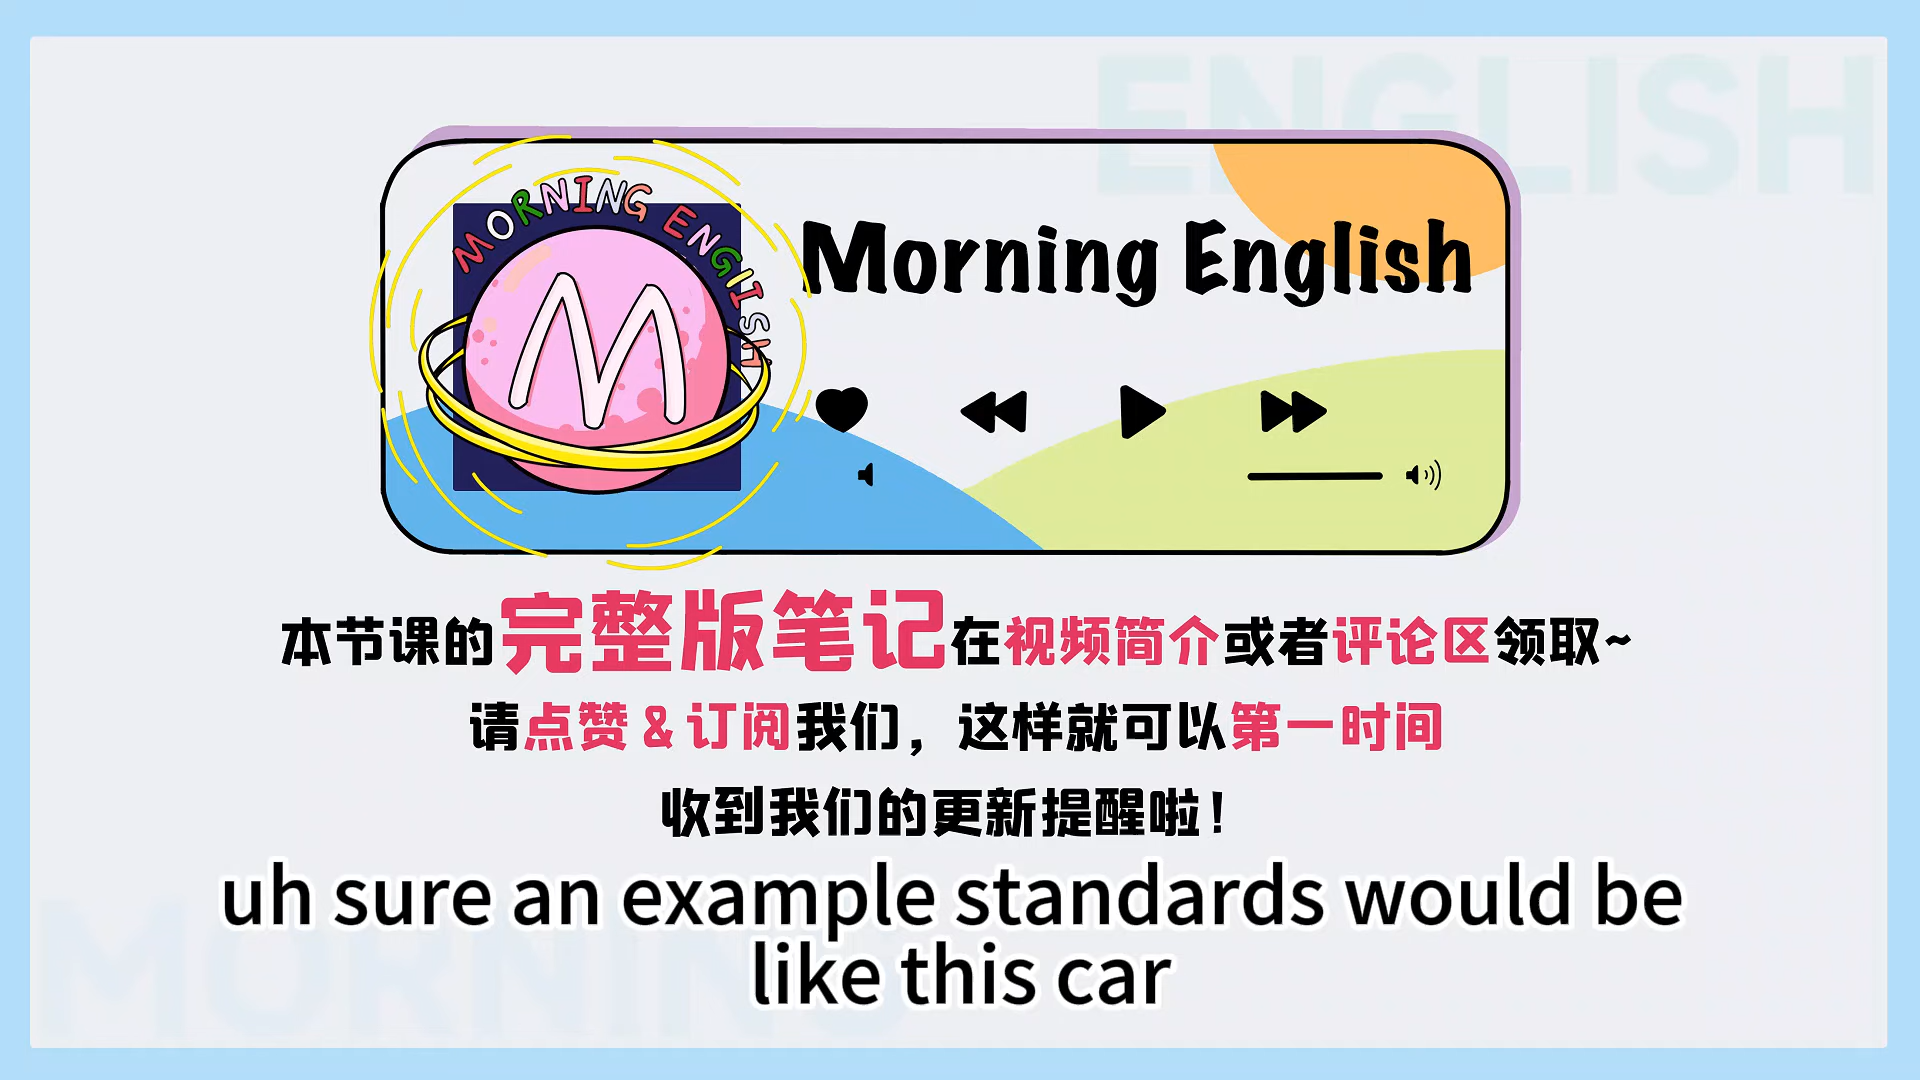 ENGLISH
MORNING ENGlISH
M
Morning English
本节课的完整版笔记在视频简介或者评论区领取~
请点赞&订阅我们，这样就可以第一时间
收到我们的更新提醒啦！
uh sure an example standards would be
like this car
MORNING